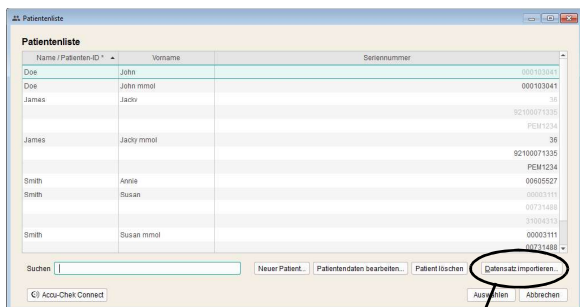 Patientenliste
Patientenliste
Name / Patienten-ID * Vorname Seriennummer
Doe John 000103041
Doe John mmol 000103041
James Jacky 36
92100071335
PEM1234
James Jacky mmol 36
92100071335
PEM1234
Smith Annie 00605527
Smith Susan 00003111
00731488
31004313
Smith Susan mmol 00003111
00731488
Suchen Neuer Patient... Patientendaten bearbeiten... Patient löschen Datensatz importieren...
Accu-Chek Connect Auswählen Abbrechen